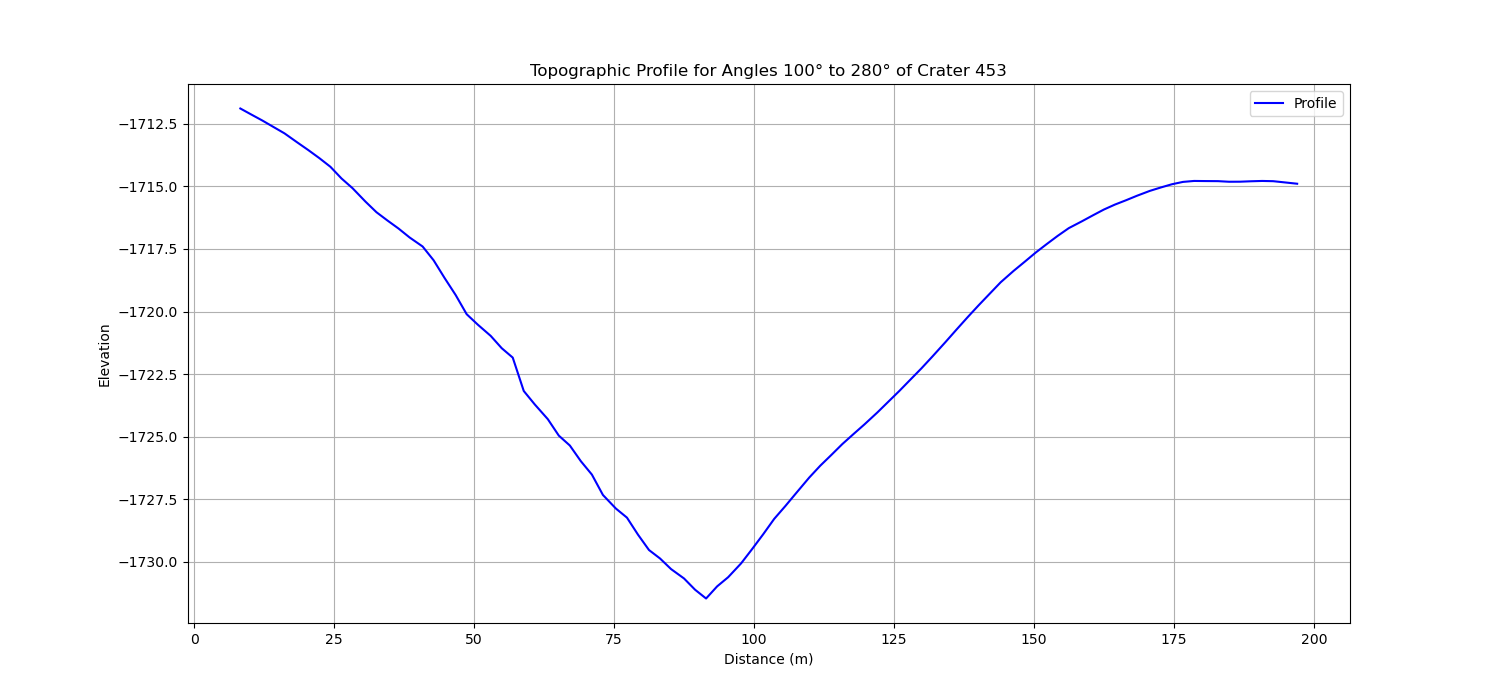 Topographic Profile for Angles 100° to 280° of Crater 453
Profile
Elevation
−1712.5
−1715.0
−1717.5
−1720.0
−1722.5
−1725.0
−1727.5
−1730.0
0 25 50 75 100 125 150 175 200
Distance (m)